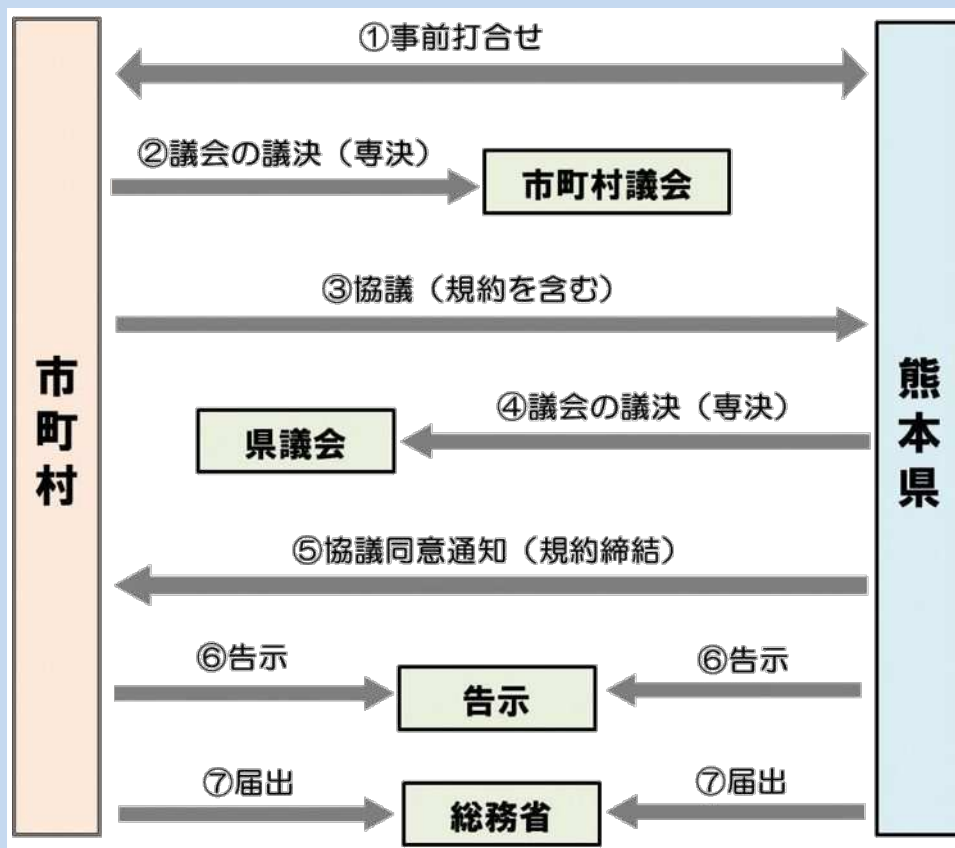 ①事前打合せ
②議会の議決（専決）
市町村議会
③協議（規約を含む）
市町村
熊本県
④議会の議決（専決）
県議会
⑤協議同意通知（規約締結）
⑥告示
告示
⑥告示
⑦届出
総務省
⑦届出